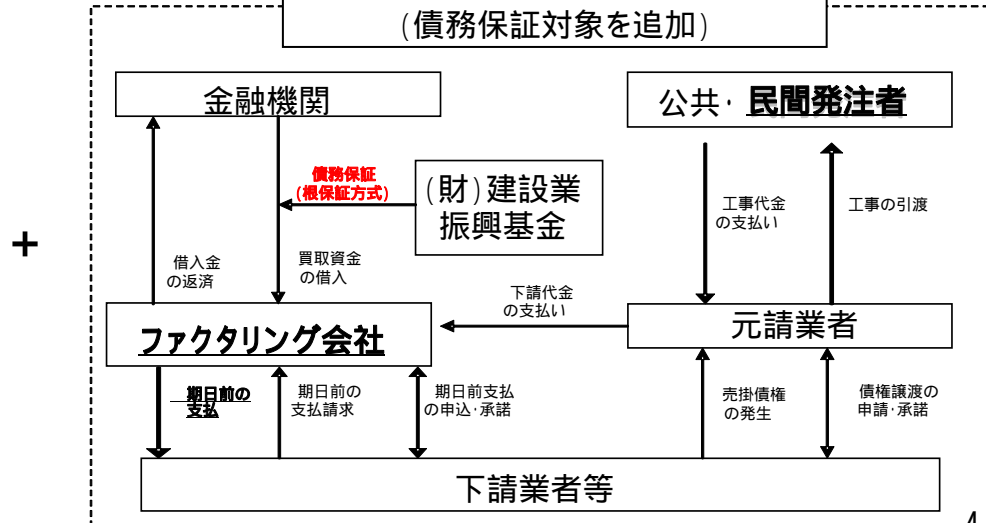 (債務保証対象を追加)
金融機関
公共・民間発注者
債務保証
(根保証方式)
(財)建設業
振興基金
工事代金
の支払い
工事の引渡
+
借入金
の返済
買取資金
の借入
下請代金
の支払い
ファクタリング会社
元請業者
期日前の
支払
期日前の
支払請求
期日前支払
の申込・承諾
売掛債権
の発生
債権譲渡の
申請・承諾
下請業者等